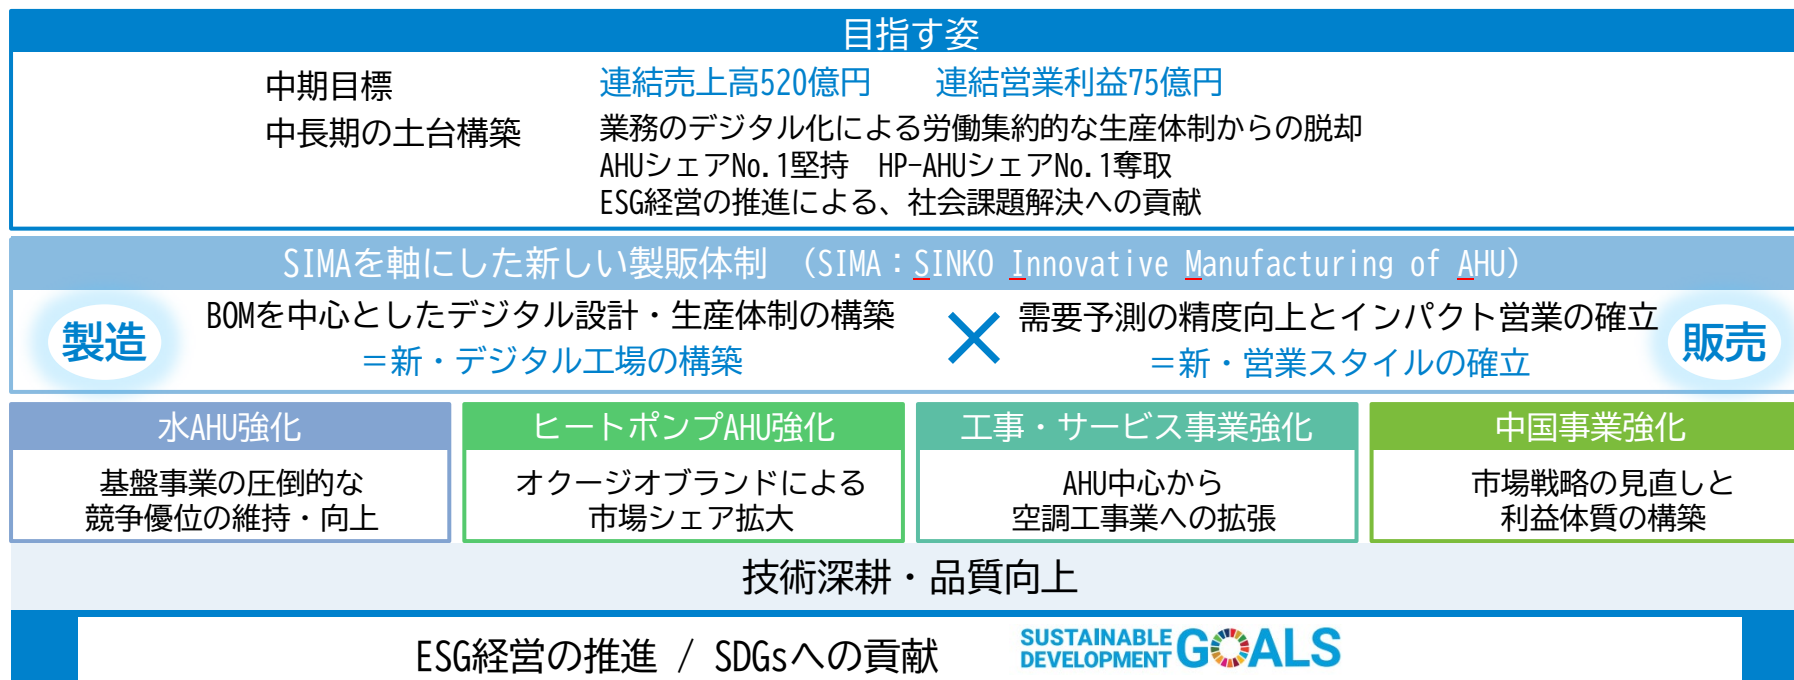 目指す姿
中期目標　連結売上高520億円　連結営業利益75億円
中長期の土台構築　業務のデジタル化による労働集約的な生産体制からの脱却
AHUシェアNo.1堅持　HP-AHUシェアNo.1奪取
ESG経営の推進による、社会課題解決への貢献
SIMAを軸にした新しい製販体制　（SIMA：SINKO Innovative Manufacturing of AHU）
製造
BOMを中心としたデジタル設計・生産体制の構築
＝新・デジタル工場の構築
×
需要予測の精度向上とインパクト営業の確立
＝新・営業スタイルの確立
販売
水AHU強化
基盤事業の圧倒的な
競争優位の維持・向上
ヒートポンプAHU強化
オクージオブランドによる
市場シェア拡大
工事・サービス事業強化
AHU中心から
空調工事業への拡張
中国事業強化
市場戦略の見直しと
利益体質の構築
技術深耕・品質向上
ESG経営の推進 / SDGsへの貢献
SUSTAINABLE
DEVELOPMENT GOALS